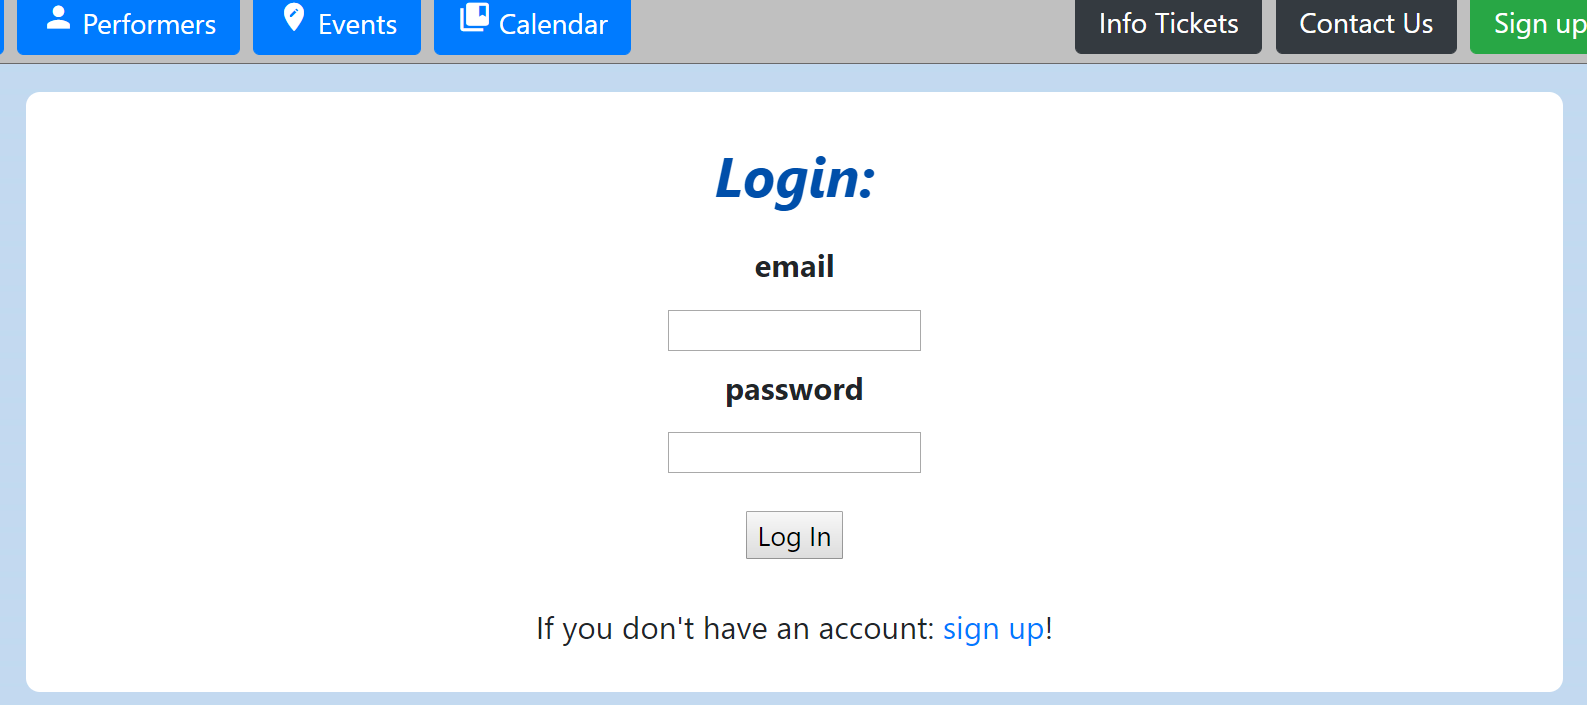 Performers Events Calendar Info Tickets Contact Us Sign up
Login:
email
password
Log In
If you don't have an account: sign up!